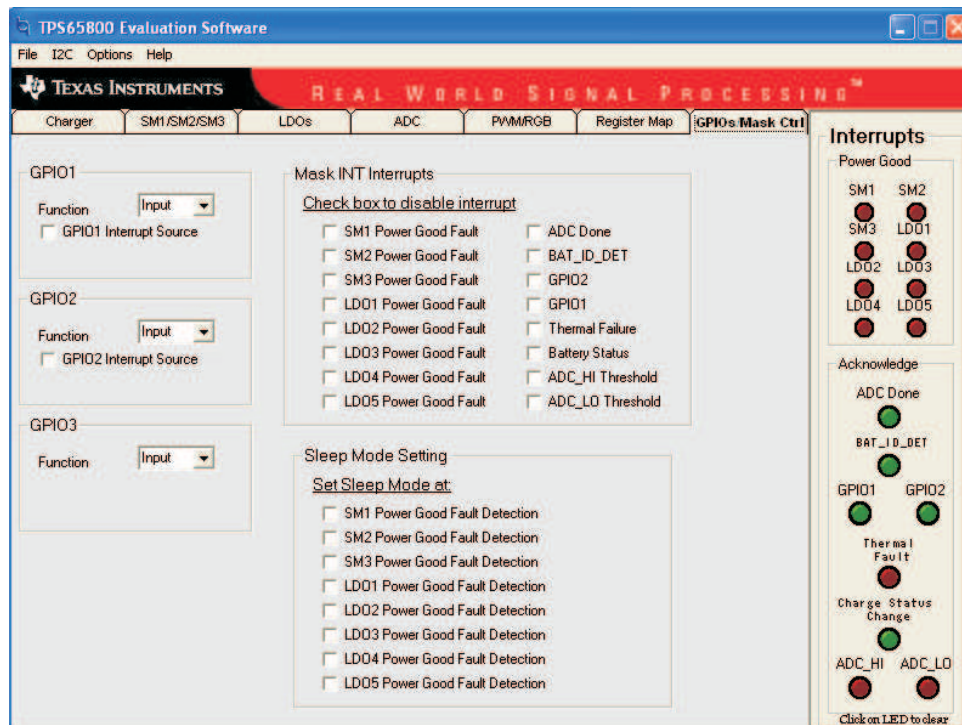 TPS65800 Evaluation Software
File I2C Options Help
TEXAS INSTRUMENTS
REAL WORLD SIGNAL PROCESSING™
Charger SM1/SM2/SM3 LDOs ADC PWM/RGB Register Map GPIOs/Mask Ctrl
GPIO1
Function Input
GPIO1 Interrupt Source
GPIO2
Function Input
GPIO2 Interrupt Source
GPIO3
Function Input
Mask INT Interrupts
Check box to disable interrupt
SM1 Power Good Fault
SM2 Power Good Fault
SM3 Power Good Fault
LDO1 Power Good Fault
LDO2 Power Good Fault
LDO3 Power Good Fault
LDO4 Power Good Fault
LDO5 Power Good Fault
ADC Done
BAT_ID_DET
GPIO2
GPIO1
Thermal Failure
Battery Status
ADC_HI Threshold
ADC_LO Threshold
Sleep Mode Setting
Set Sleep Mode at:
SM1 Power Good Fault Detection
SM2 Power Good Fault Detection
SM3 Power Good Fault Detection
LDO1 Power Good Fault Detection
LDO2 Power Good Fault Detection
LDO3 Power Good Fault Detection
LDO4 Power Good Fault Detection
LDO5 Power Good Fault Detection
Interrupts
Power Good
SM1 SM2
SM3 LDO1
LDO2 LDO3
LDO4 LDO5
Acknowledge
ADC Done
BAT_ID_DET
GPIO1 GPIO2
Thermal
Fault
Charge Status
Change
ADC_HI ADC_LO
Click on LED to clear